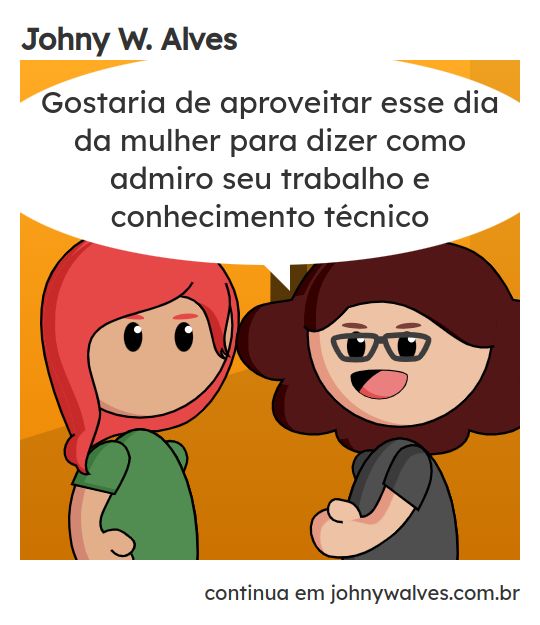 Johny W. Alves
Gostaria de aproveitar esse dia
da mulher para dizer como
admiro seu trabalho e
conhecimento técnico
continua em johnywalves.com.br